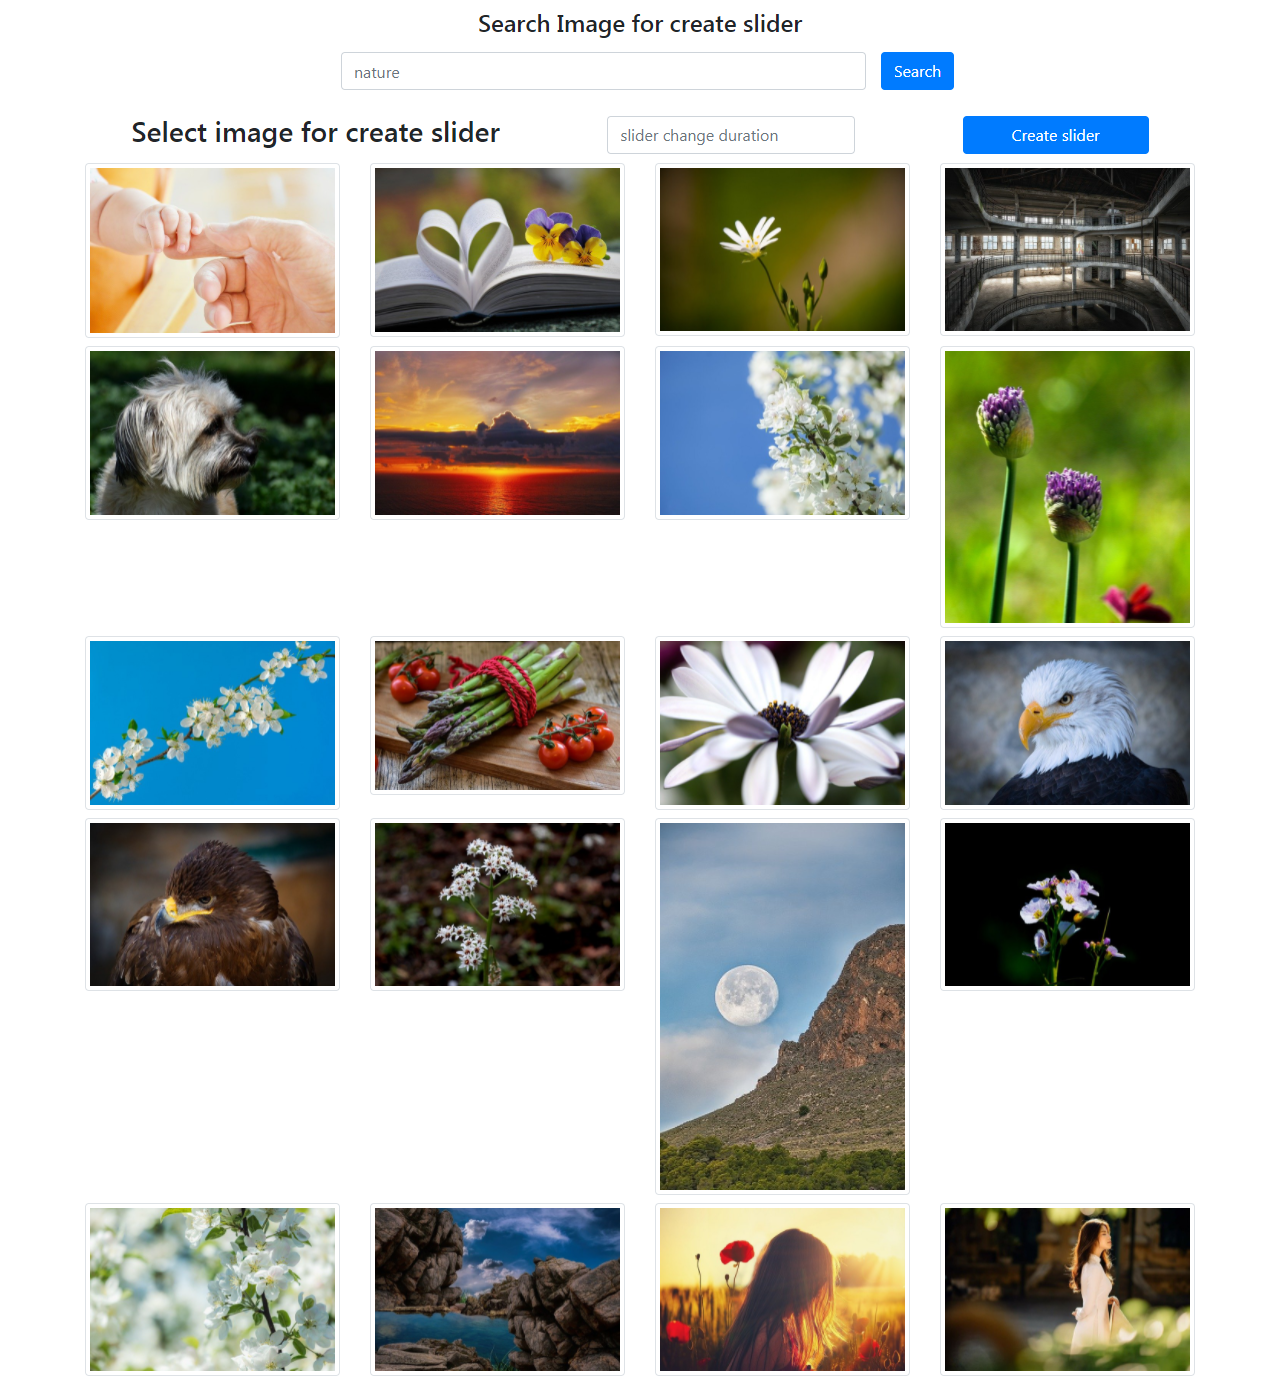 Search Image for create slider
nature
Search
Select image for create slider
slider change duration
Create slider